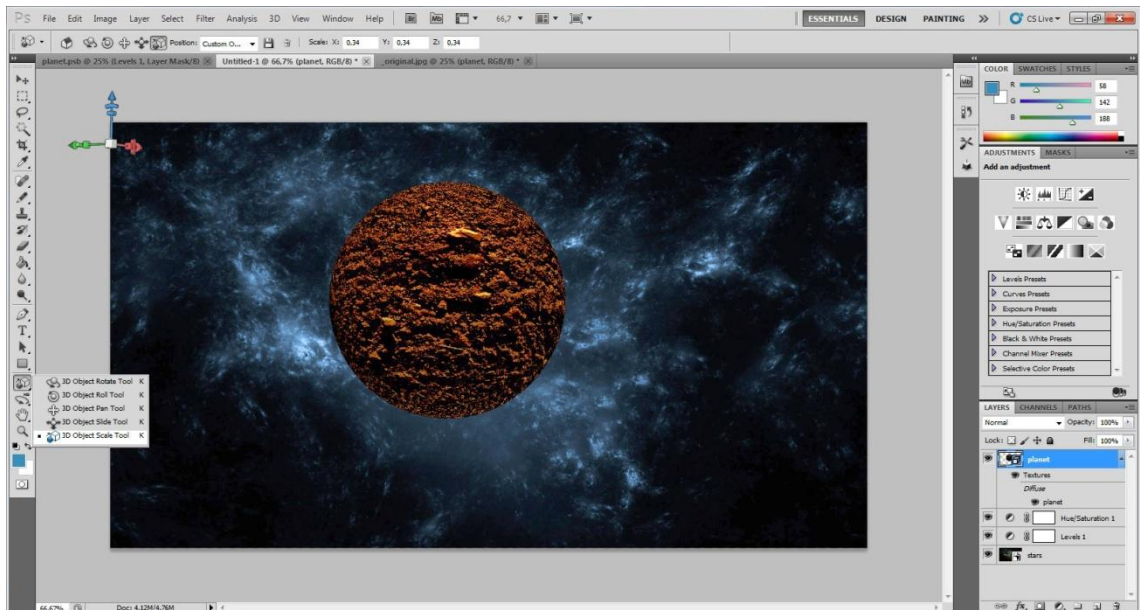 Ps File Edit Image Layer Select Filter Analysis 3D View Window Help Br Mb 66,7 ESSENTIALS DESIGN PAINTING CS Live
Position: Custom O... Scale: X: 0,34 Y: 0,34 Z: 0,34
planet.psb @ 25% (Levels 1, Layer Mask/8) Untitled-1 @ 66,7% (planet, RGB/8) * _original.jpg @ 25% (planet, RGB/8) *
COLOR SWATCHES STYLES
R 58
G 142
B 188
ADJUSTMENTS MASKS
Add an adjustment
Levels Presets
Curves Presets
Exposure Presets
Hue/Saturation Presets
Black & White Presets
Channel Mixer Presets
Selective Color Presets
3D Object Rotate Tool K
3D Object Roll Tool K
3D Object Pan Tool K
3D Object Slide Tool K
3D Object Scale Tool K
LAYERS CHANNELS PATHS
Normal Opacity: 100%
Lock: Fill: 100%
planet
Textures
Diffuse
planet
Hue/Saturation 1
Levels 1
stars
66,67% Doc: 4,12M/4,76M